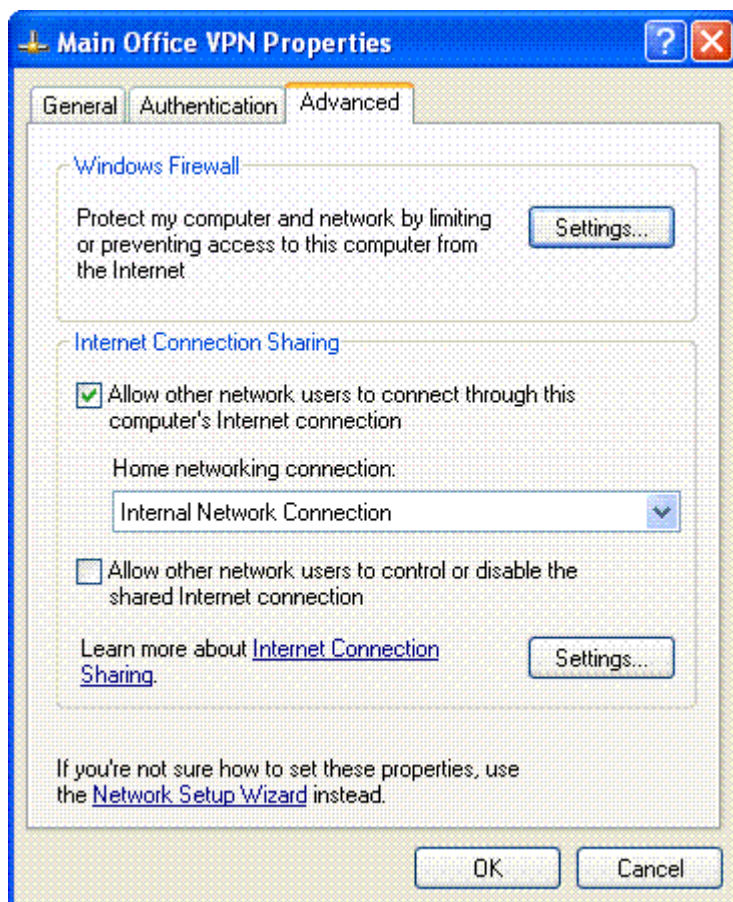 Main Office VPN Properties
General Authentication Advanced
Windows Firewall
Protect my computer and network by limiting
or preventing access to this computer from
the Internet
Settings...
Internet Connection Sharing
Allow other network users to connect through this
computer's Internet connection
Home networking connection:
Internal Network Connection
Allow other network users to control or disable the
shared Internet connection
Learn more about Internet Connection
Sharing.
Settings...
If you're not sure how to set these properties, use
the Network Setup Wizard instead.
OK Cancel